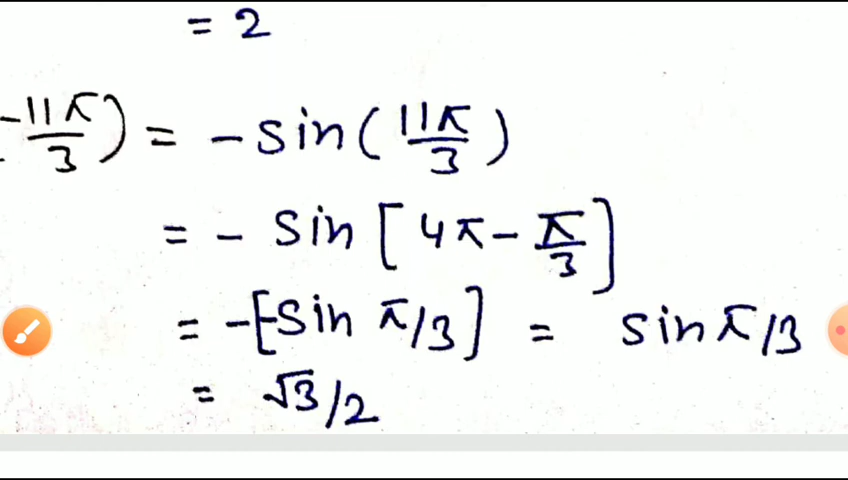 = 2
-11π/3) = -sin(11π/3)
= - sin[4π - π/3]
= -[-sin π/3] = sin π/3
= √3/2